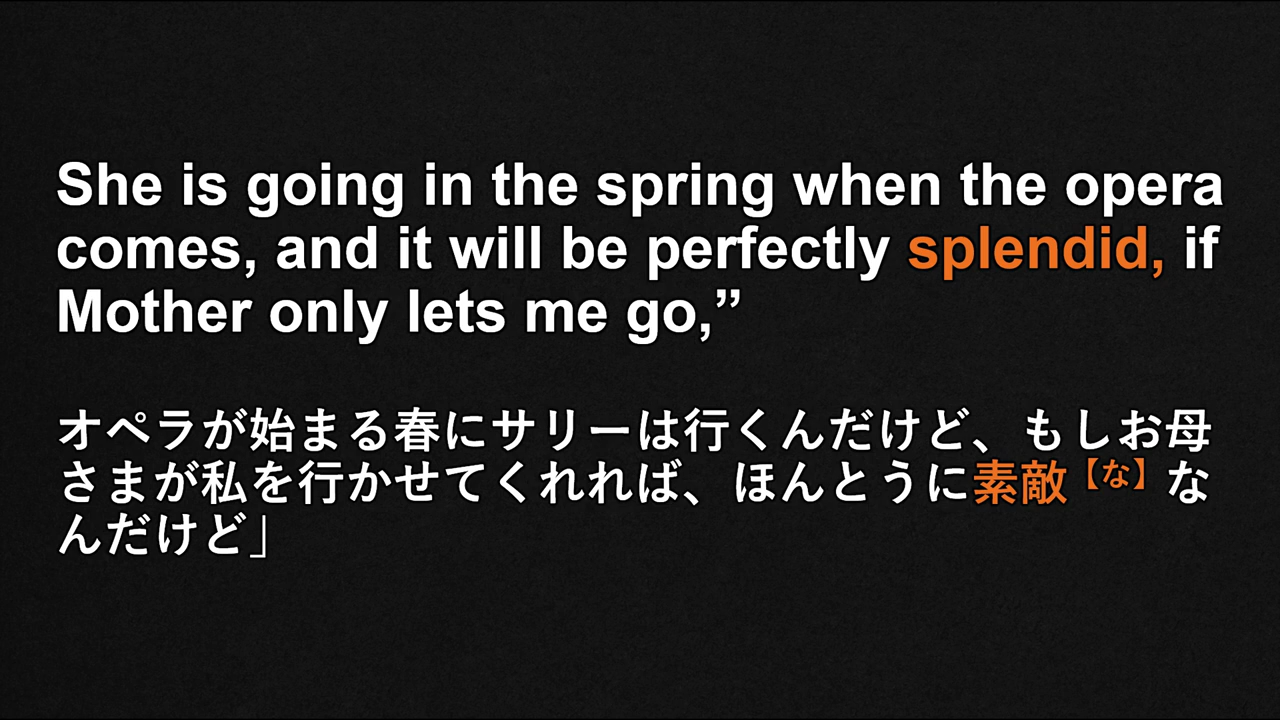 She is going in the spring when the opera
comes, and it will be perfectly splendid, if
Mother only lets me go,”
オペラが始まる春にサリーは行くんだけど、もしお母
さまが私を行かせてくれれば、ほんとうに素敵【な】な
んだけど」